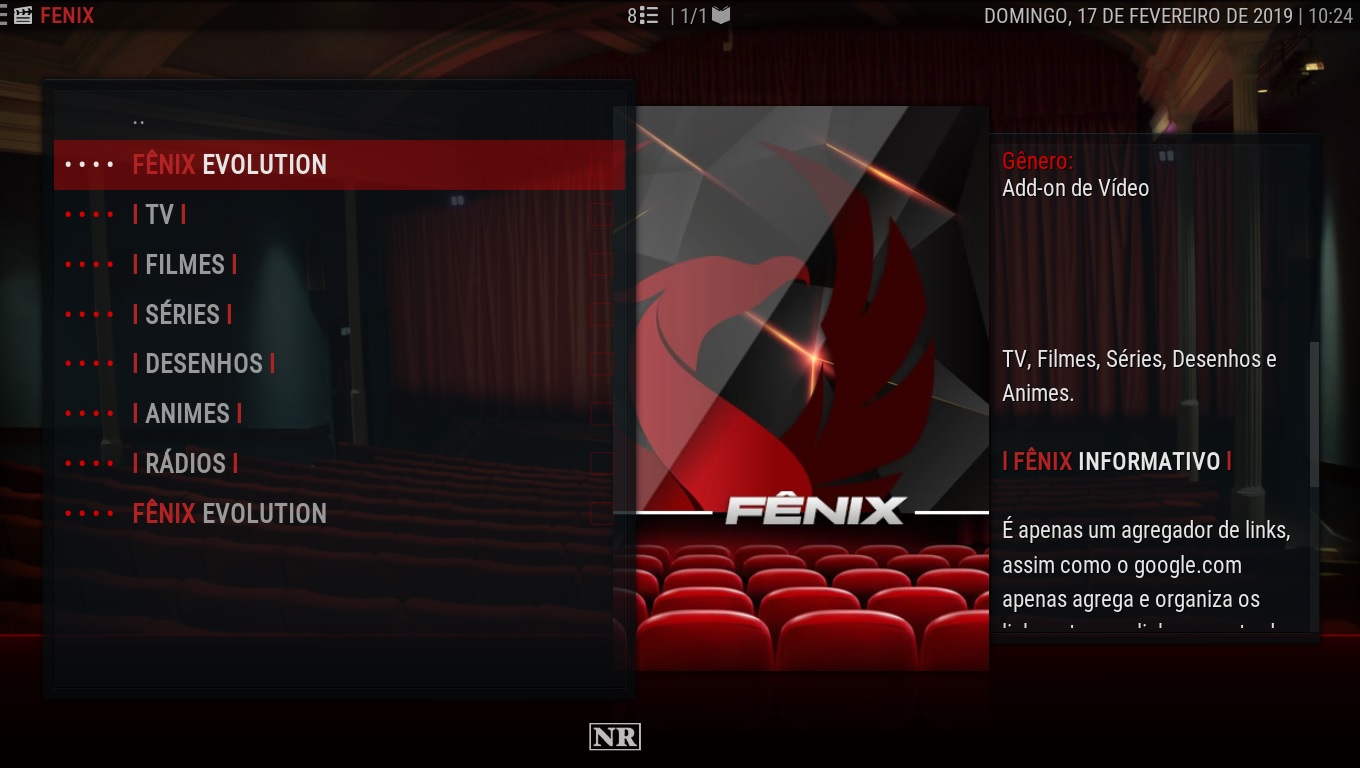 FENIX
8 | 1/1
DOMINGO, 17 DE FEVEREIRO DE 2019 | 10:24
..
FÊNIX EVOLUTION
| TV |
| FILMES |
| SÉRIES |
| DESENHOS |
| ANIMES |
| RÁDIOS |
FÊNIX EVOLUTION
FÊNIX
Gênero:
Add-on de Vídeo
TV, Filmes, Séries, Desenhos e
Animes.
| FÊNIX INFORMATIVO |
É apenas um agregador de links,
assim como o google.com
apenas agrega e organiza os
NR